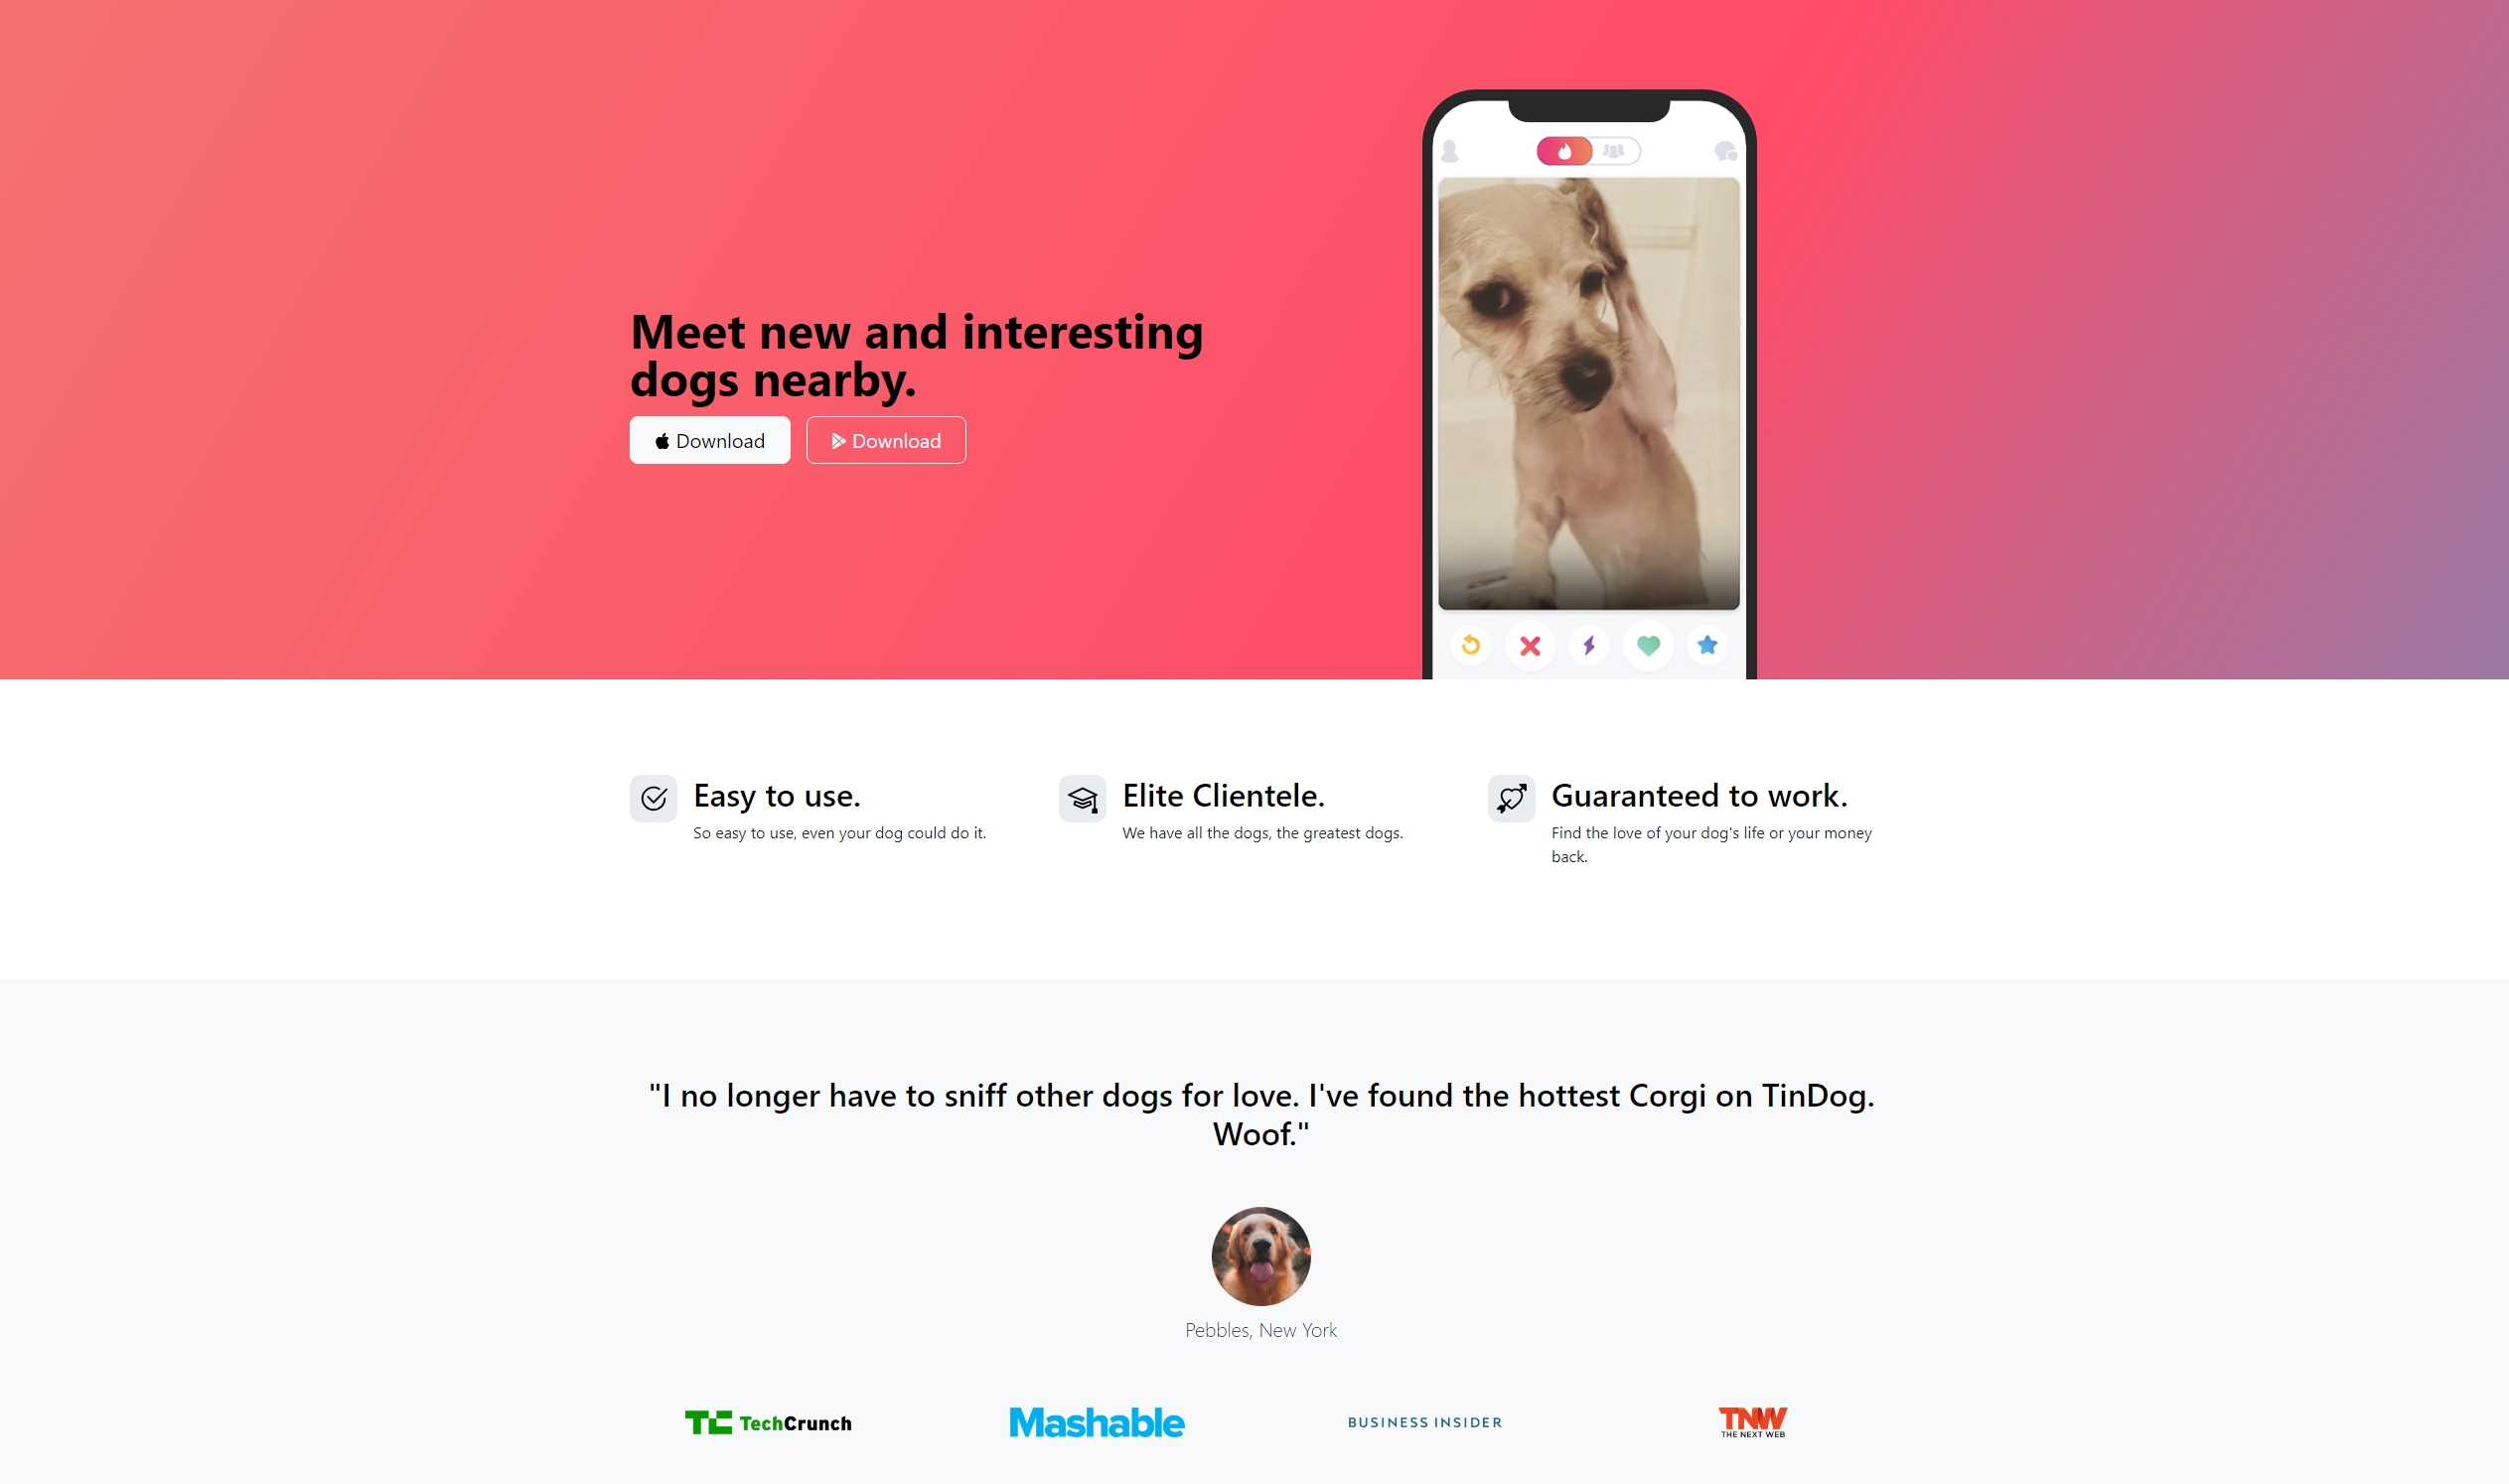 Meet new and interesting
dogs nearby.
Download
Download
Easy to use.
So easy to use, even your dog could do it.
Elite Clientele.
We have all the dogs, the greatest dogs.
Guaranteed to work.
Find the love of your dog's life or your money
back.
"I no longer have to sniff other dogs for love. I've found the hottest Corgi on TinDog.
Woof."
Pebbles, New York
TC TechCrunch
Mashable
BUSINESS INSIDER
TNW
THE NEXT WEB